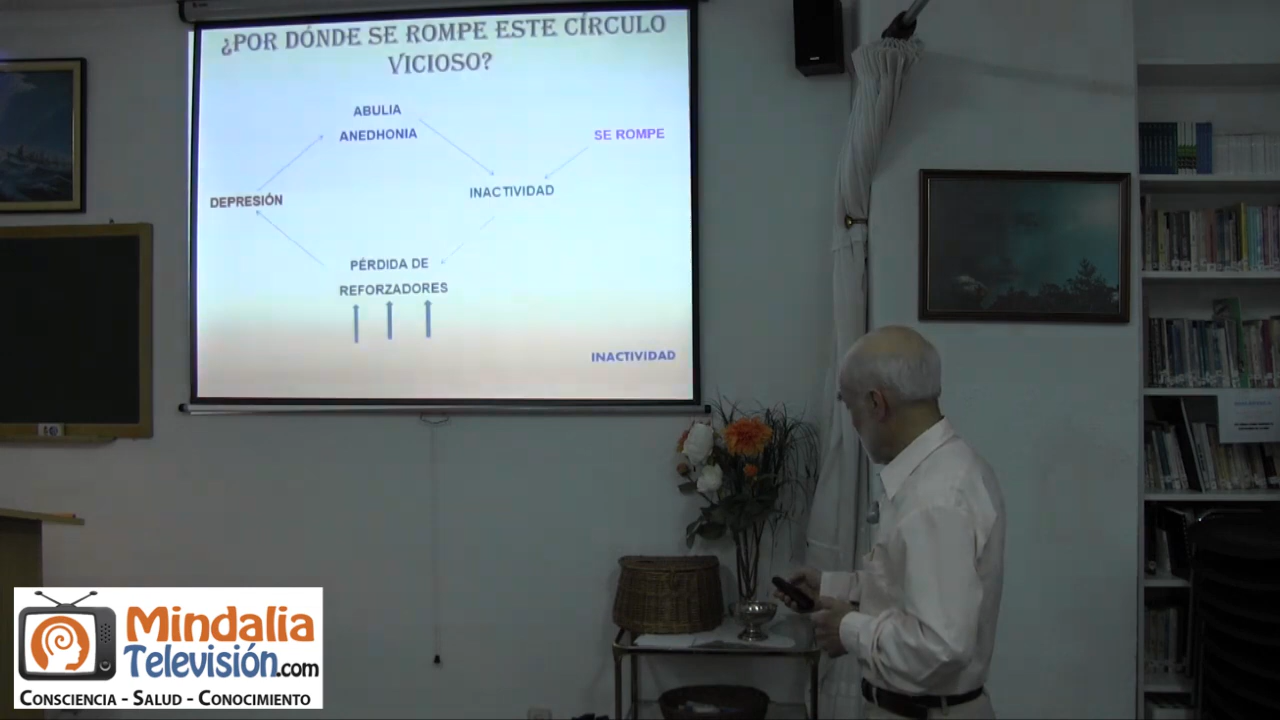 ¿POR DÓNDE SE ROMPE ESTE CÍRCULO
VICIOSO?
ABULIA
ANEDHONIA
SE ROMPE
DEPRESIÓN
INACTIVIDAD
PÉRDIDA DE
REFORZADORES
INACTIVIDAD
Mindalia
Televisión.com
CONSCIENCIA - SALUD - CONOCIMIENTO